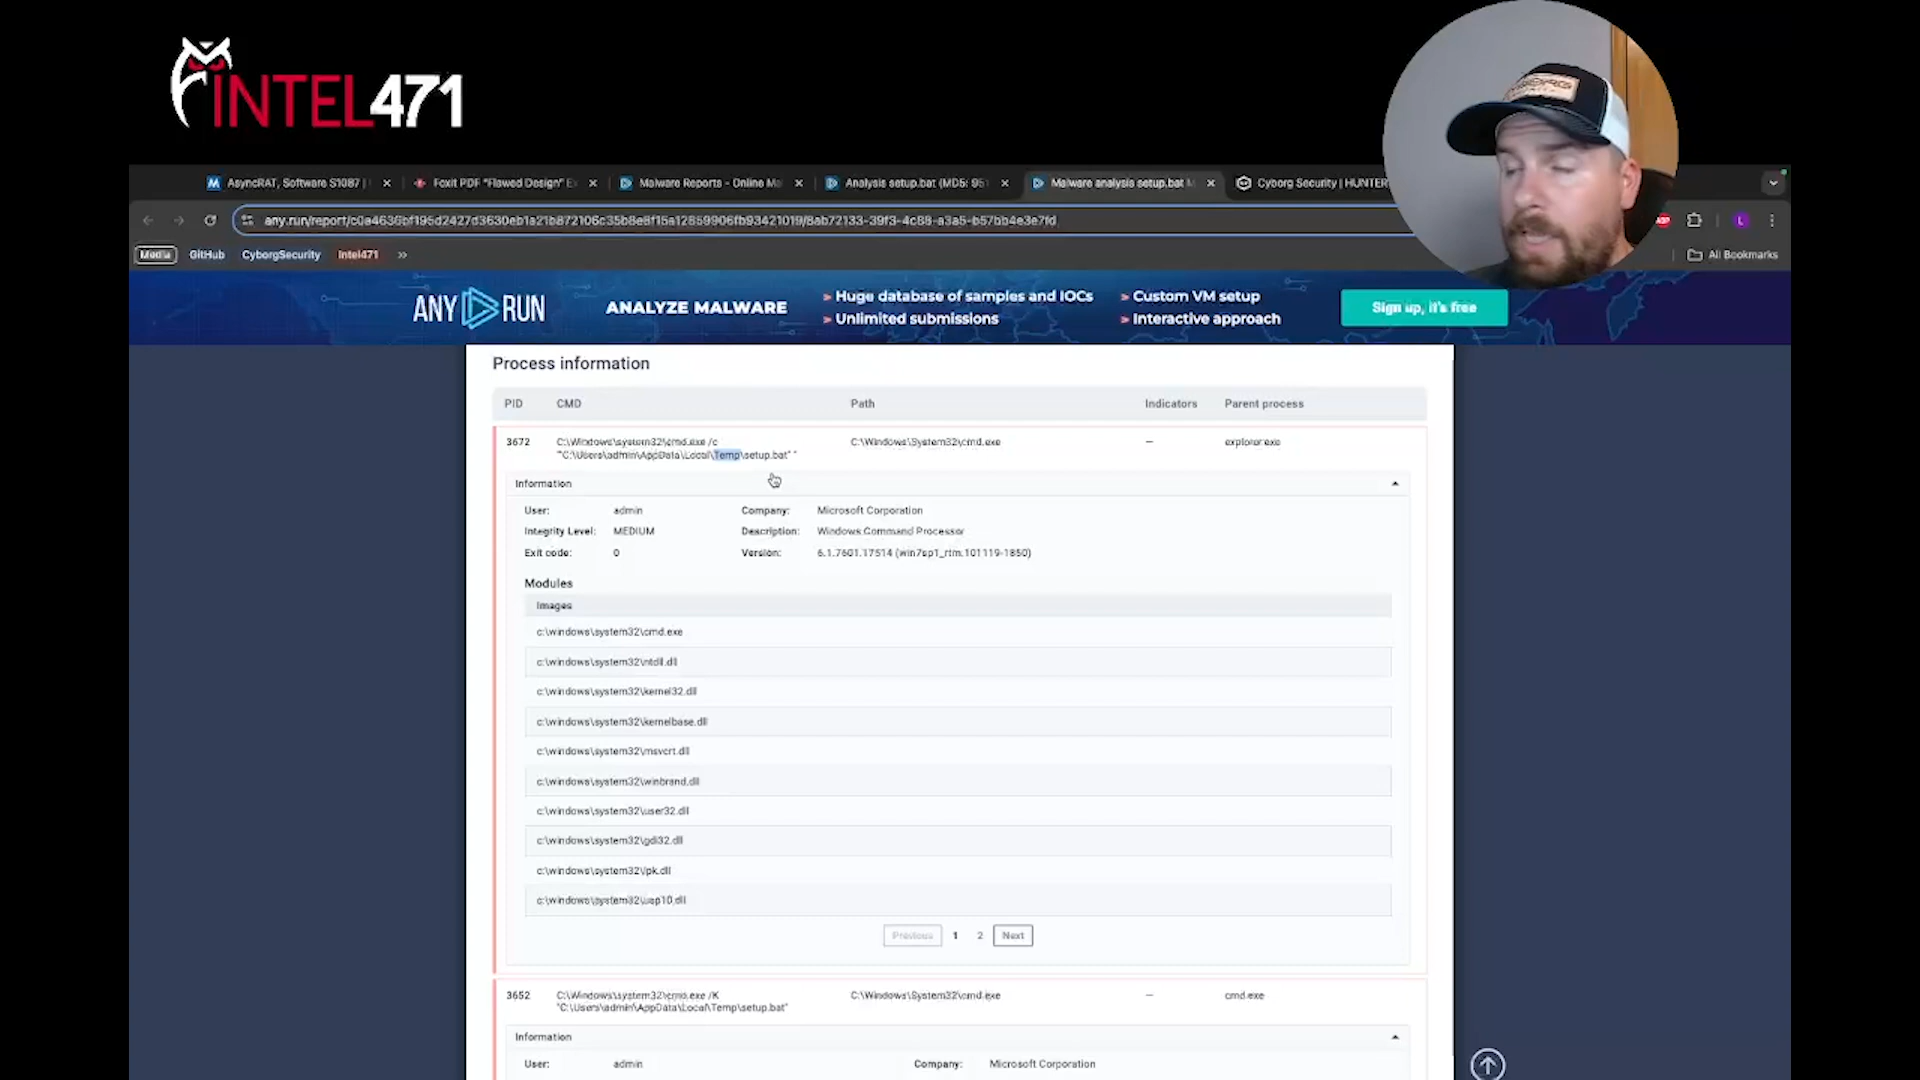 INTEL471
AsyncRAT, Software S1087 |
Foxit PDF "Flawed Design" Ex
Malware Reports - Online Ma
Analysis setup.bat (MD5: 95
Malware analysis setup.bat M
Cyborg Security | HUNTER
any.run/report/c0a4636bf195d2427d3630eb1a21b872106c35b8e8f15a12859906fb93421019/8ab72133-39f3-4c88-a3a5-b57bb4e3e7fd
Media
GitHub
CyborgSecurity
Intel471
All Bookmarks
ANY RUN
ANALYZE MALWARE
Huge database of samples and IOCs
Unlimited submissions
Custom VM setup
Interactive approach
Sign up, it's free
Process information
PID CMD Path Indicators Parent process
3672 C:\Windows\system32\cmd.exe /c C:\Windows\System32\cmd.exe – explorer.exe
""C:\Users\admin\AppData\Local\Temp\setup.bat" "
Information
User: admin Company: Microsoft Corporation
Integrity Level: MEDIUM Description: Windows Command Processor
Exit code: 0 Version: 6.1.7601.17514 (win7sp1_rtm.101119-1850)
Modules
Images
c:\windows\system32\cmd.exe
c:\windows\system32\ntdll.dll
c:\windows\system32\kernel32.dll
c:\windows\system32\kernelbase.dll
c:\windows\system32\msvcrt.dll
c:\windows\system32\winbrand.dll
c:\windows\system32\user32.dll
c:\windows\system32\gdi32.dll
c:\windows\system32\lpk.dll
c:\windows\system32\usp10.dll
Previous 1 2 Next
3652 C:\Windows\system32\cmd.exe /K C:\Windows\System32\cmd.exe – cmd.exe
"C:\Users\admin\AppData\Local\Temp\setup.bat"
Information
User: admin Company: Microsoft Corporation